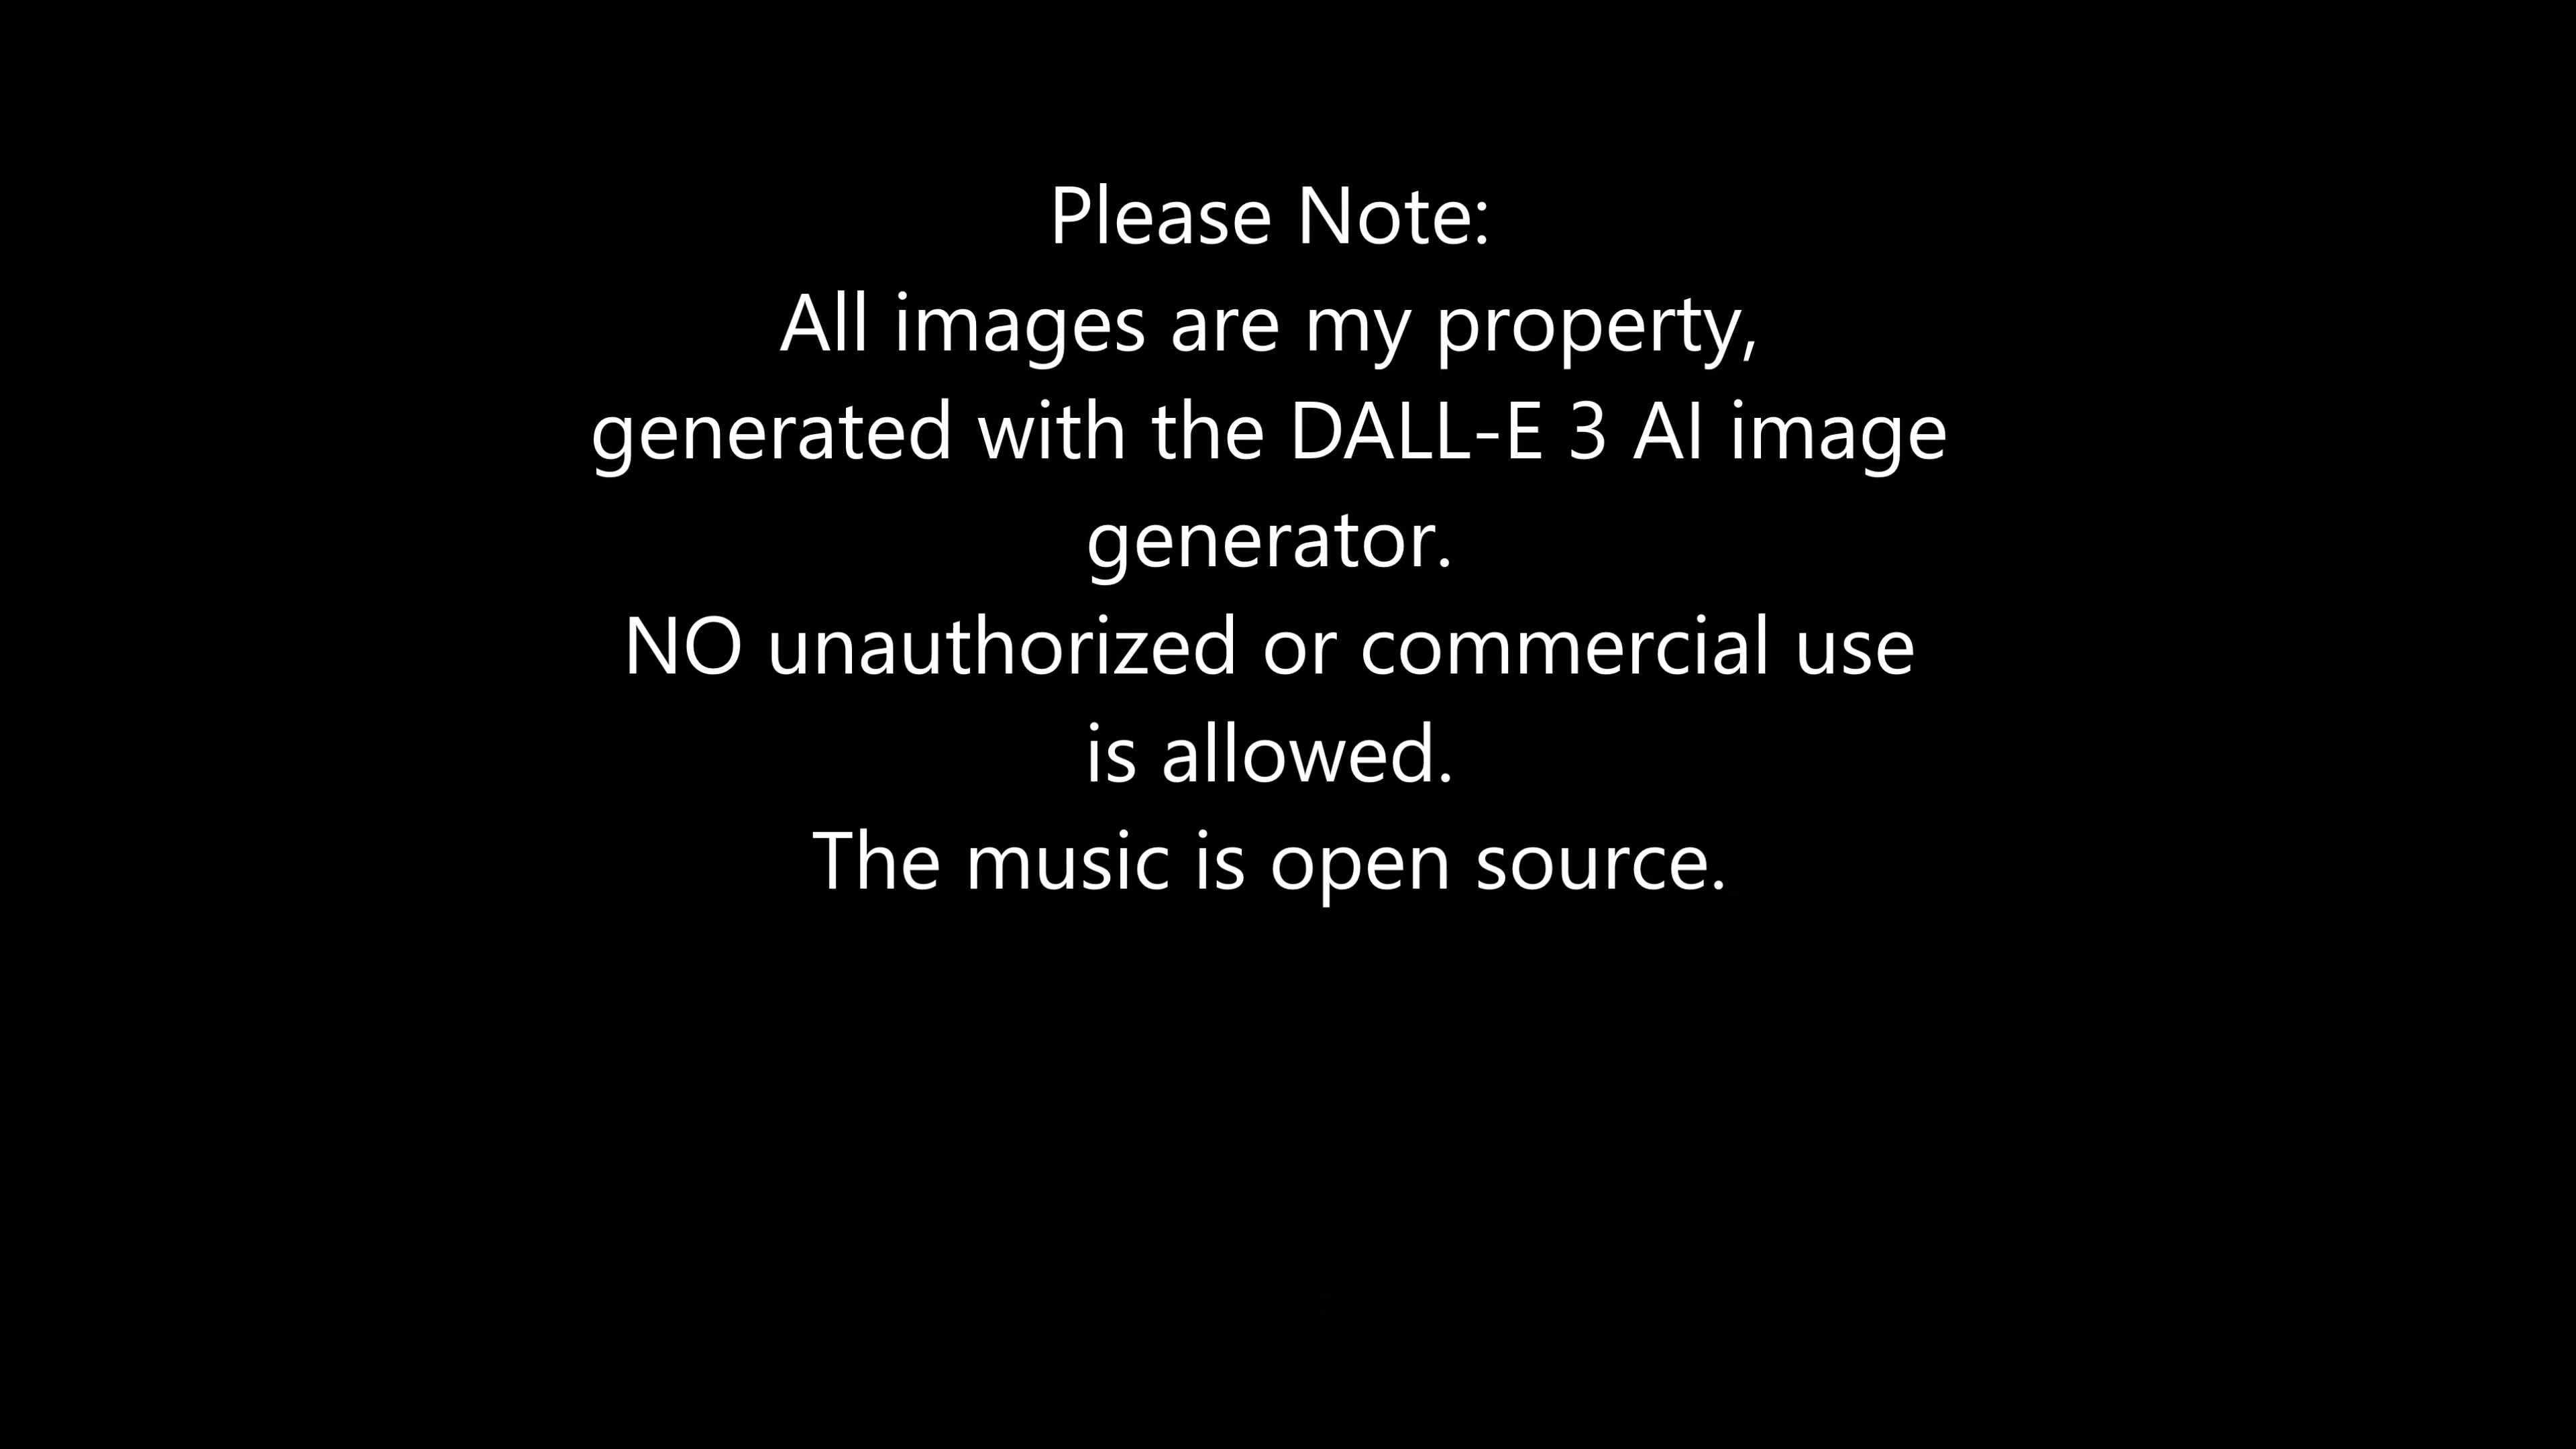 Please Note:
All images are my property,
generated with the DALL-E 3 AI image
generator.
NO unauthorized or commercial use
is allowed.
The music is open source.